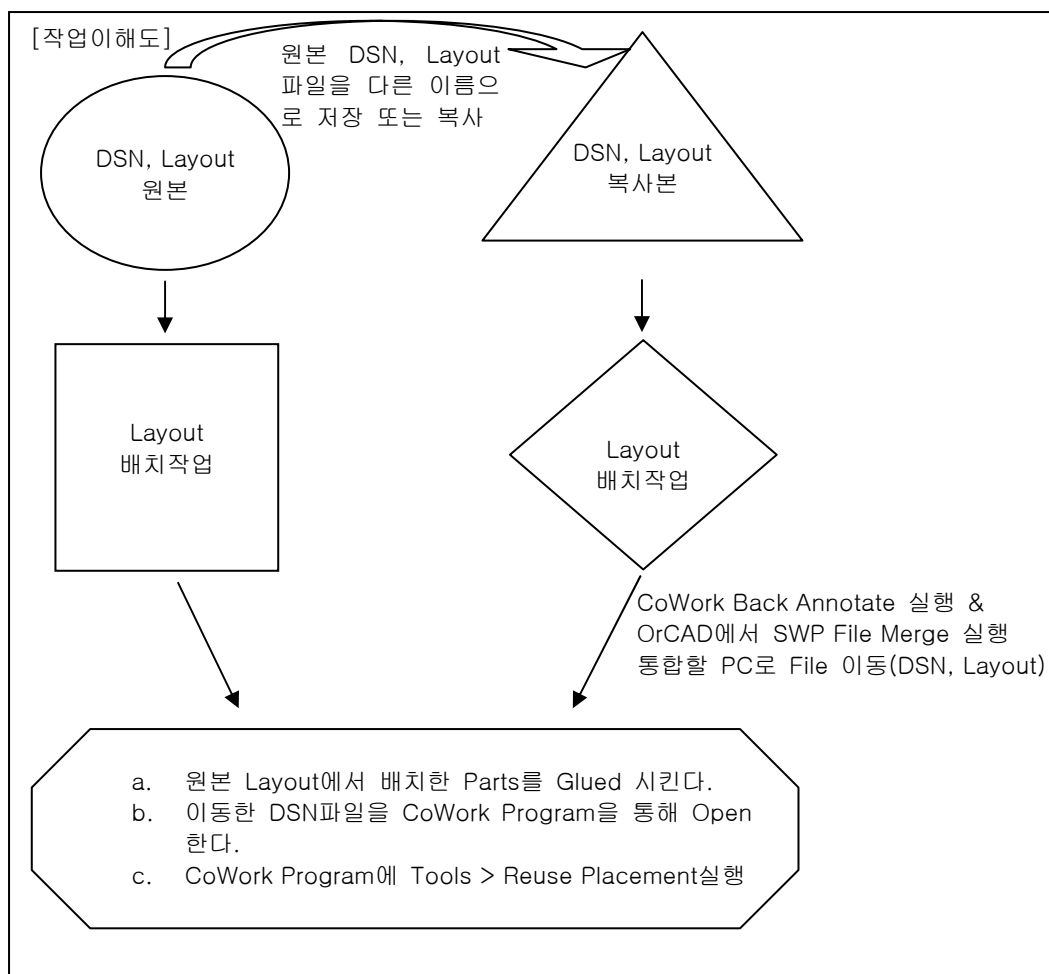 [작업이해도]
원본 DSN, Layout
파일을 다른 이름으
로 저장 또는 복사
DSN, Layout
원본
DSN, Layout
복사본
Layout
배치작업
Layout
배치작업
CoWork Back Annotate 실행 &
OrCAD에서 SWP File Merge 실행
통합할 PC로 File 이동(DSN, Layout)
a. 원본 Layout에서 배치한 Parts를 Glued 시킨다.
b. 이동한 DSN파일을 CoWork Program을 통해 Open
한다.
c. CoWork Program에 Tools > Reuse Placement실행